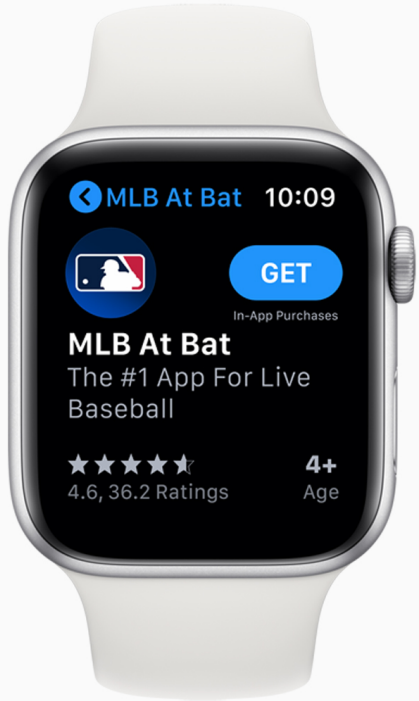 MLB At Bat 10:09
GET
In-App Purchases
MLB At Bat
The #1 App For Live
Baseball
4+
4.6, 36.2 Ratings Age